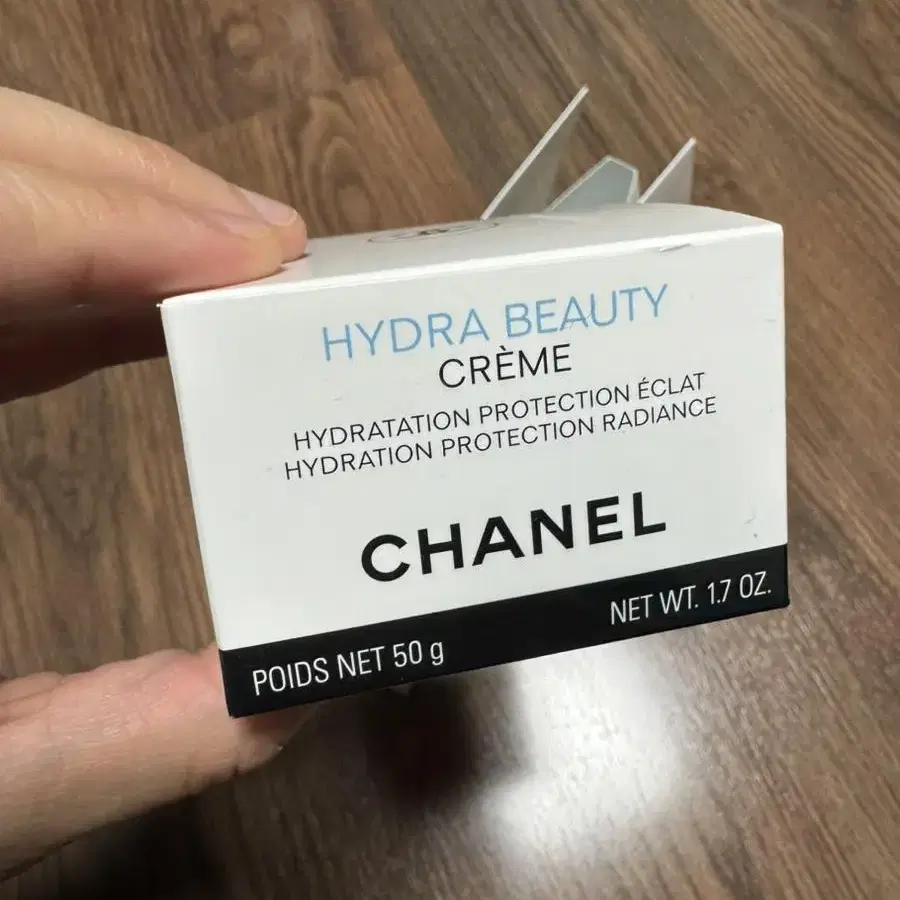 HYDRA BEAUTY
CRÈME
HYDRATATION PROTECTION ÉCLAT
HYDRATION PROTECTION RADIANCE
CHANEL
POIDS NET 50 g
NET WT. 1.7 OZ.